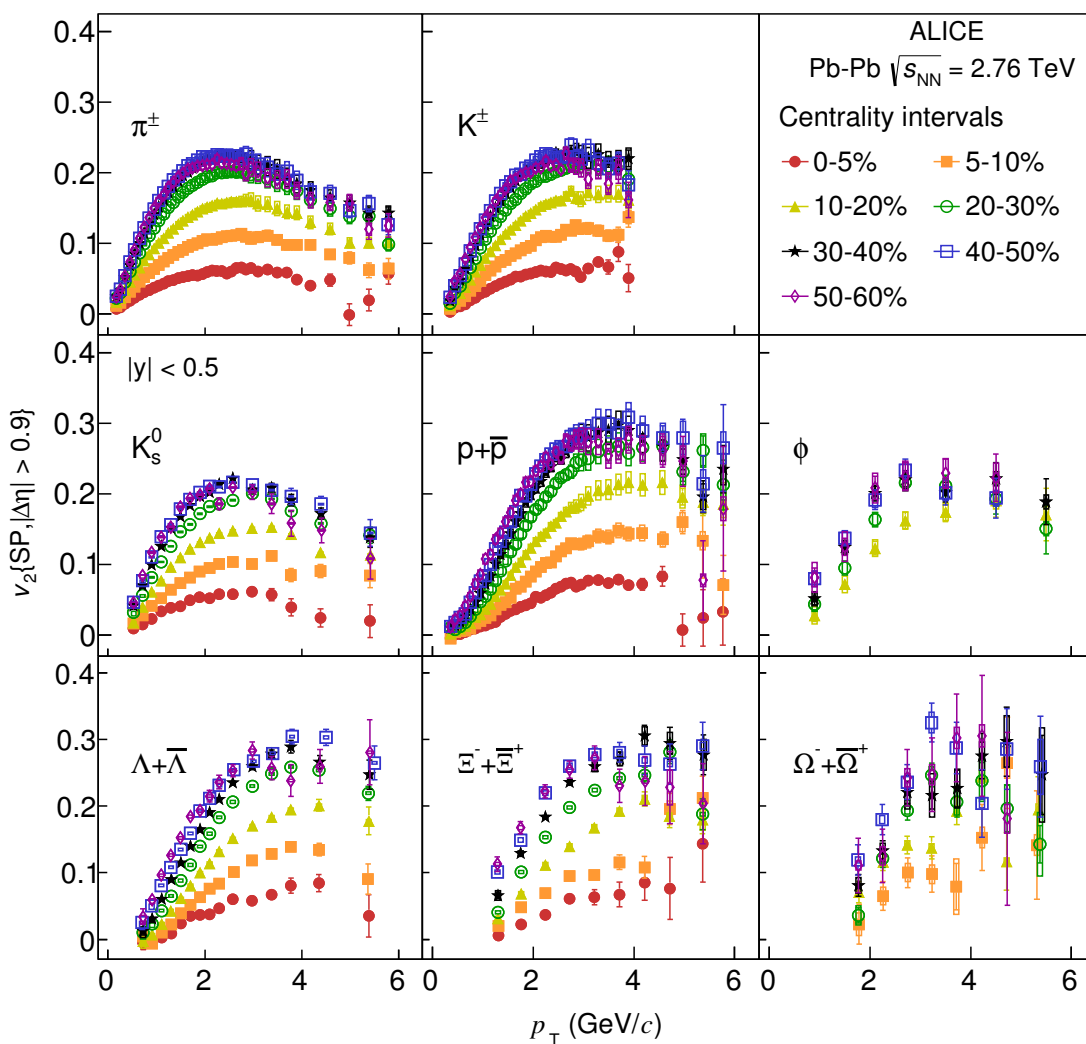 ALICE
Pb-Pb √s_NN = 2.76 TeV
Centrality intervals
0-5%
5-10%
10-20%
20-30%
30-40%
40-50%
50-60%
π±
K±
0.4
0.3
0.2
0.1
0
|y| < 0.5
K⁰ₛ
p+p̅
ϕ
0.4
0.3
0.2
0.1
0
v₂{SP,|Δη| > 0.9}
Λ+Λ̅
Ξ⁻+Ξ̅⁺
Ω⁻+Ω̅⁺
0.4
0.3
0.2
0.1
0
0 2 4 6
0 2 4 6
0 2 4 6
p_T (GeV/c)